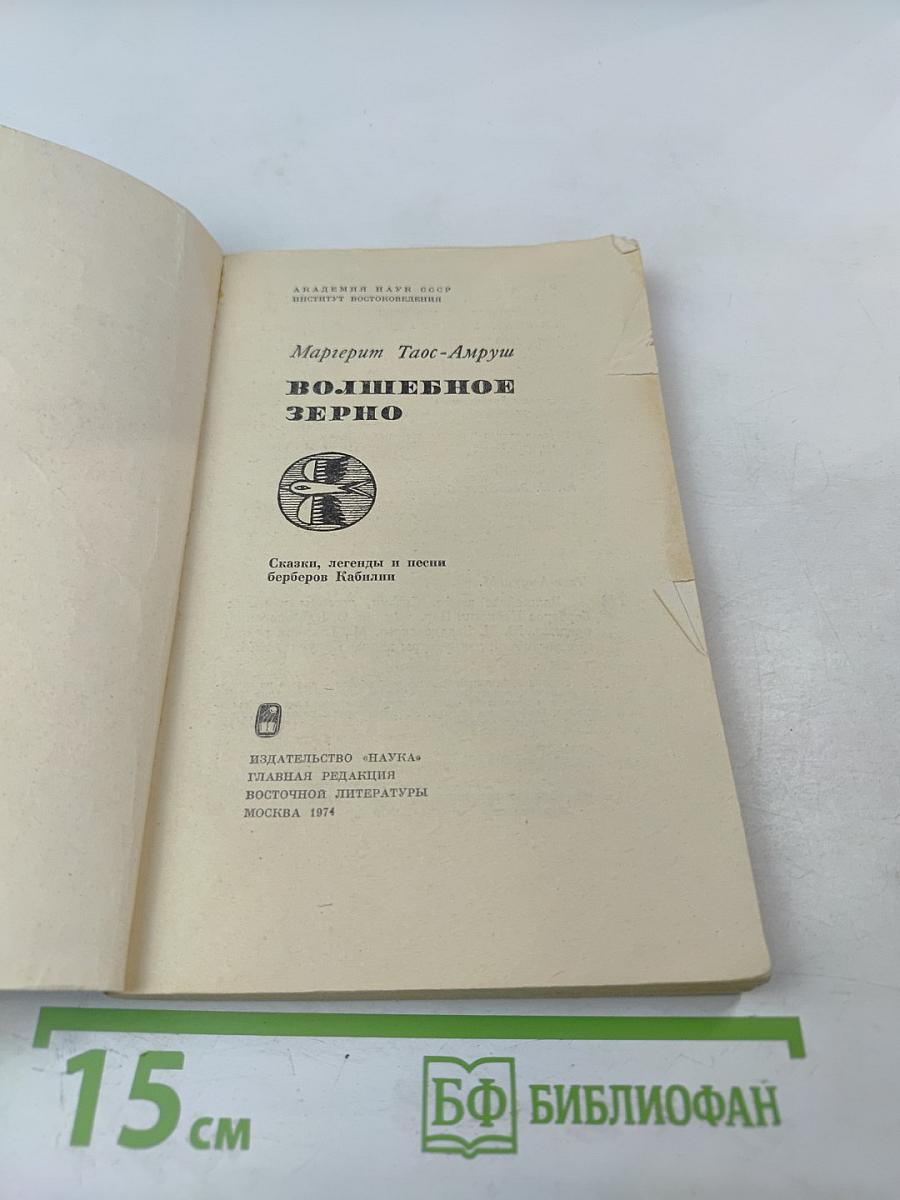 АКАДЕМИЯ НАУК СССР
ИНСТИТУТ ВОСТОКОВЕДЕНИЯ
Маргерит Таос-Амруш
ВОЛШЕБНОЕ
ЗЕРНО
Сказки, легенды и песни
берберов Кабилии
ИЗДАТЕЛЬСТВО «НАУКА»
ГЛАВНАЯ РЕДАКЦИЯ
ВОСТОЧНОЙ ЛИТЕРАТУРЫ
МОСКВА 1974
15 см
БФ БИБЛИОФАН